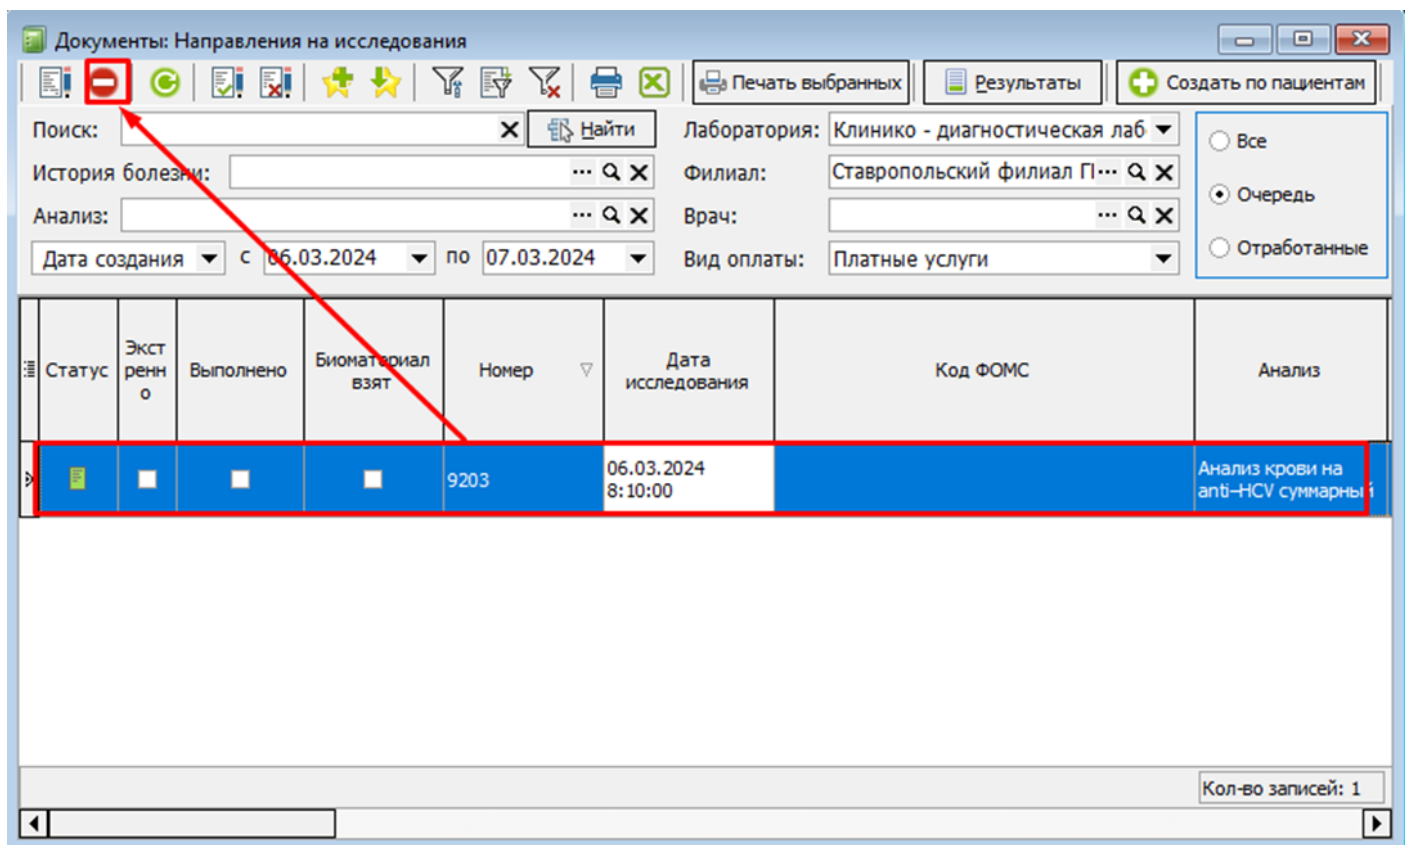 Документы: Направления на исследования
Печать выбранных
Результаты
Создать по пациентам
Поиск:
Найти
Лаборатория: Клинико - диагностическая лаб
Все
История болезни:
Филиал: Ставропольский филиал ГІ
Очередь
Анализ:
Врач:
Дата создания с 06.03.2024 по 07.03.2024
Вид оплаты: Платные услуги
Отработанные
Статус
Экст
ренн
о
Выполнено
Биоматериал
взят
Номер
Дата
исследования
Код ФОМС
Анализ
9203
06.03.2024
8:10:00
Анализ крови на
anti-HCV суммарный
Кол-во записей: 1